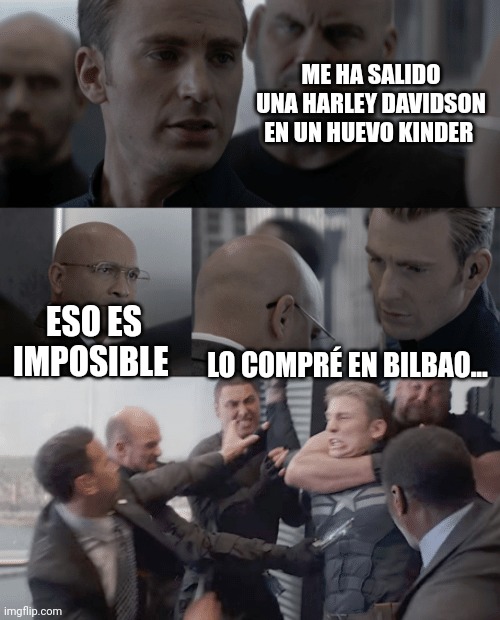 ME HA SALIDO
UNA HARLEY DAVIDSON
EN UN HUEVO KINDER
ESO ES
IMPOSIBLE
LO COMPRÉ EN BILBAO...
imgflip.com